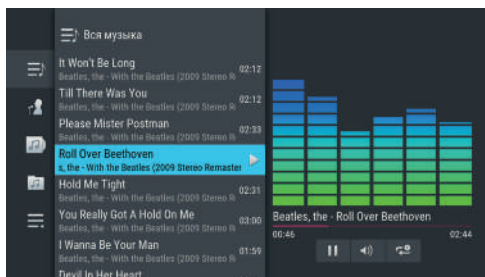 Вся музыка
It Won't Be Long
02:12
Beatles, the - With the Beatles (2009 Stereo R
Till There Was You
02:12
Beatles, the - With the Beatles (2009 Stereo R
Please Mister Postman
02:33
Beatles, the - With the Beatles (2009 Stereo R
Roll Over Beethoven
s, the - With the Beatles (2009 Stereo Remaster
Hold Me Tight
02:31
Beatles, the - With the Beatles (2009 Stereo R
You Really Got A Hold On Me
03:00
Beatles, the - With the Beatles (2009 Stereo R
I Wanna Be Your Man
01:59
Beatles, the - With the Beatles (2009 Stereo R
Devil In Her Heart
Beatles, the - Roll Over Beethoven
00:46
02:44